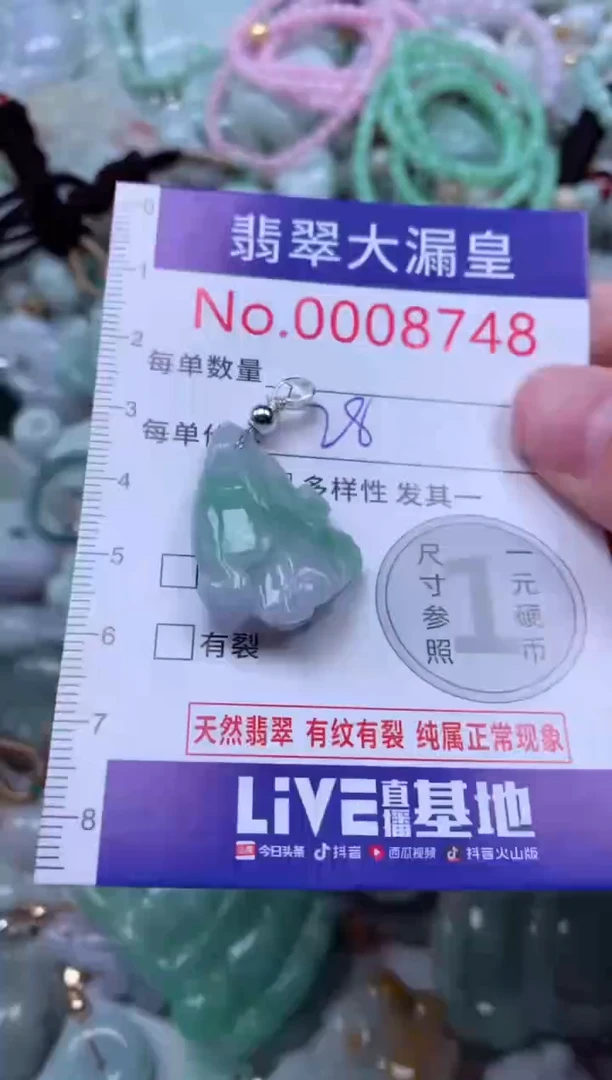 0
翡翠大漏皇
1
No.0008748
2
每单数量
3
每单
28
4
多样性 发其一
5
尺寸参照
1
一元硬币
6
有裂
天然翡翠 有纹有裂 纯属正常现象
7
LiVE直播基地
8
今日头条 抖音 西瓜视频 抖音火山版